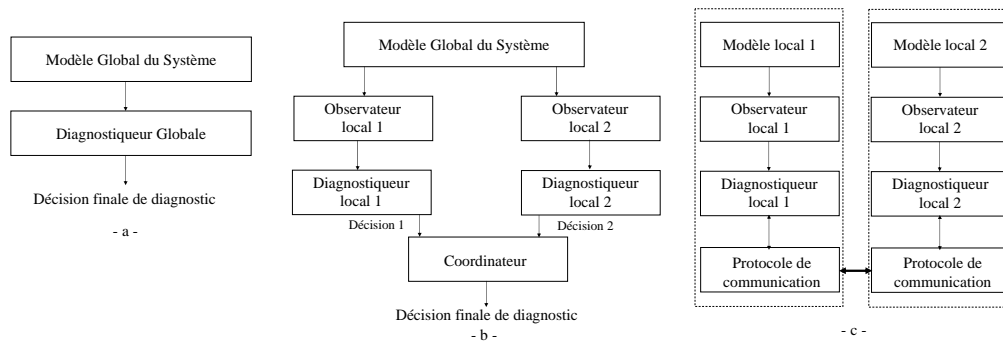 Modèle Global du Système
Diagnostiqueur Globale
Décision finale de diagnostic
- a -
Modèle Global du Système
Observateur
local 1
Observateur
local 2
Diagnostiqueur
local 1
Diagnostiqueur
local 2
Décision 1
Décision 2
Coordinateur
Décision finale de diagnostic
- b -
Modèle local 1
Observateur
local 1
Diagnostiqueur
local 1
Protocole de
communication
Modèle local 2
Observateur
local 2
Diagnostiqueur
local 2
Protocole de
communication
- c -